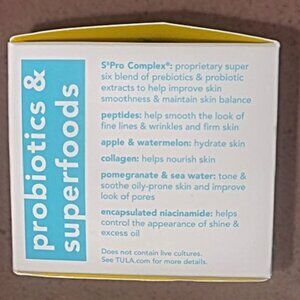 probiotics &
superfoods
S⁶Pro Complex®: proprietary super
six blend of prebiotics & probiotic
extracts to help improve skin
smoothness & maintain skin balance
peptides: help smooth the look of
fine lines & wrinkles and firm skin
apple & watermelon: hydrate skin
collagen: helps nourish skin
pomegranate & sea water: tone &
soothe oily-prone skin and improve
look of pores
encapsulated niacinamide: helps
control the appearance of shine &
excess oil
Does not contain live cultures.
See TULA.com for more details.